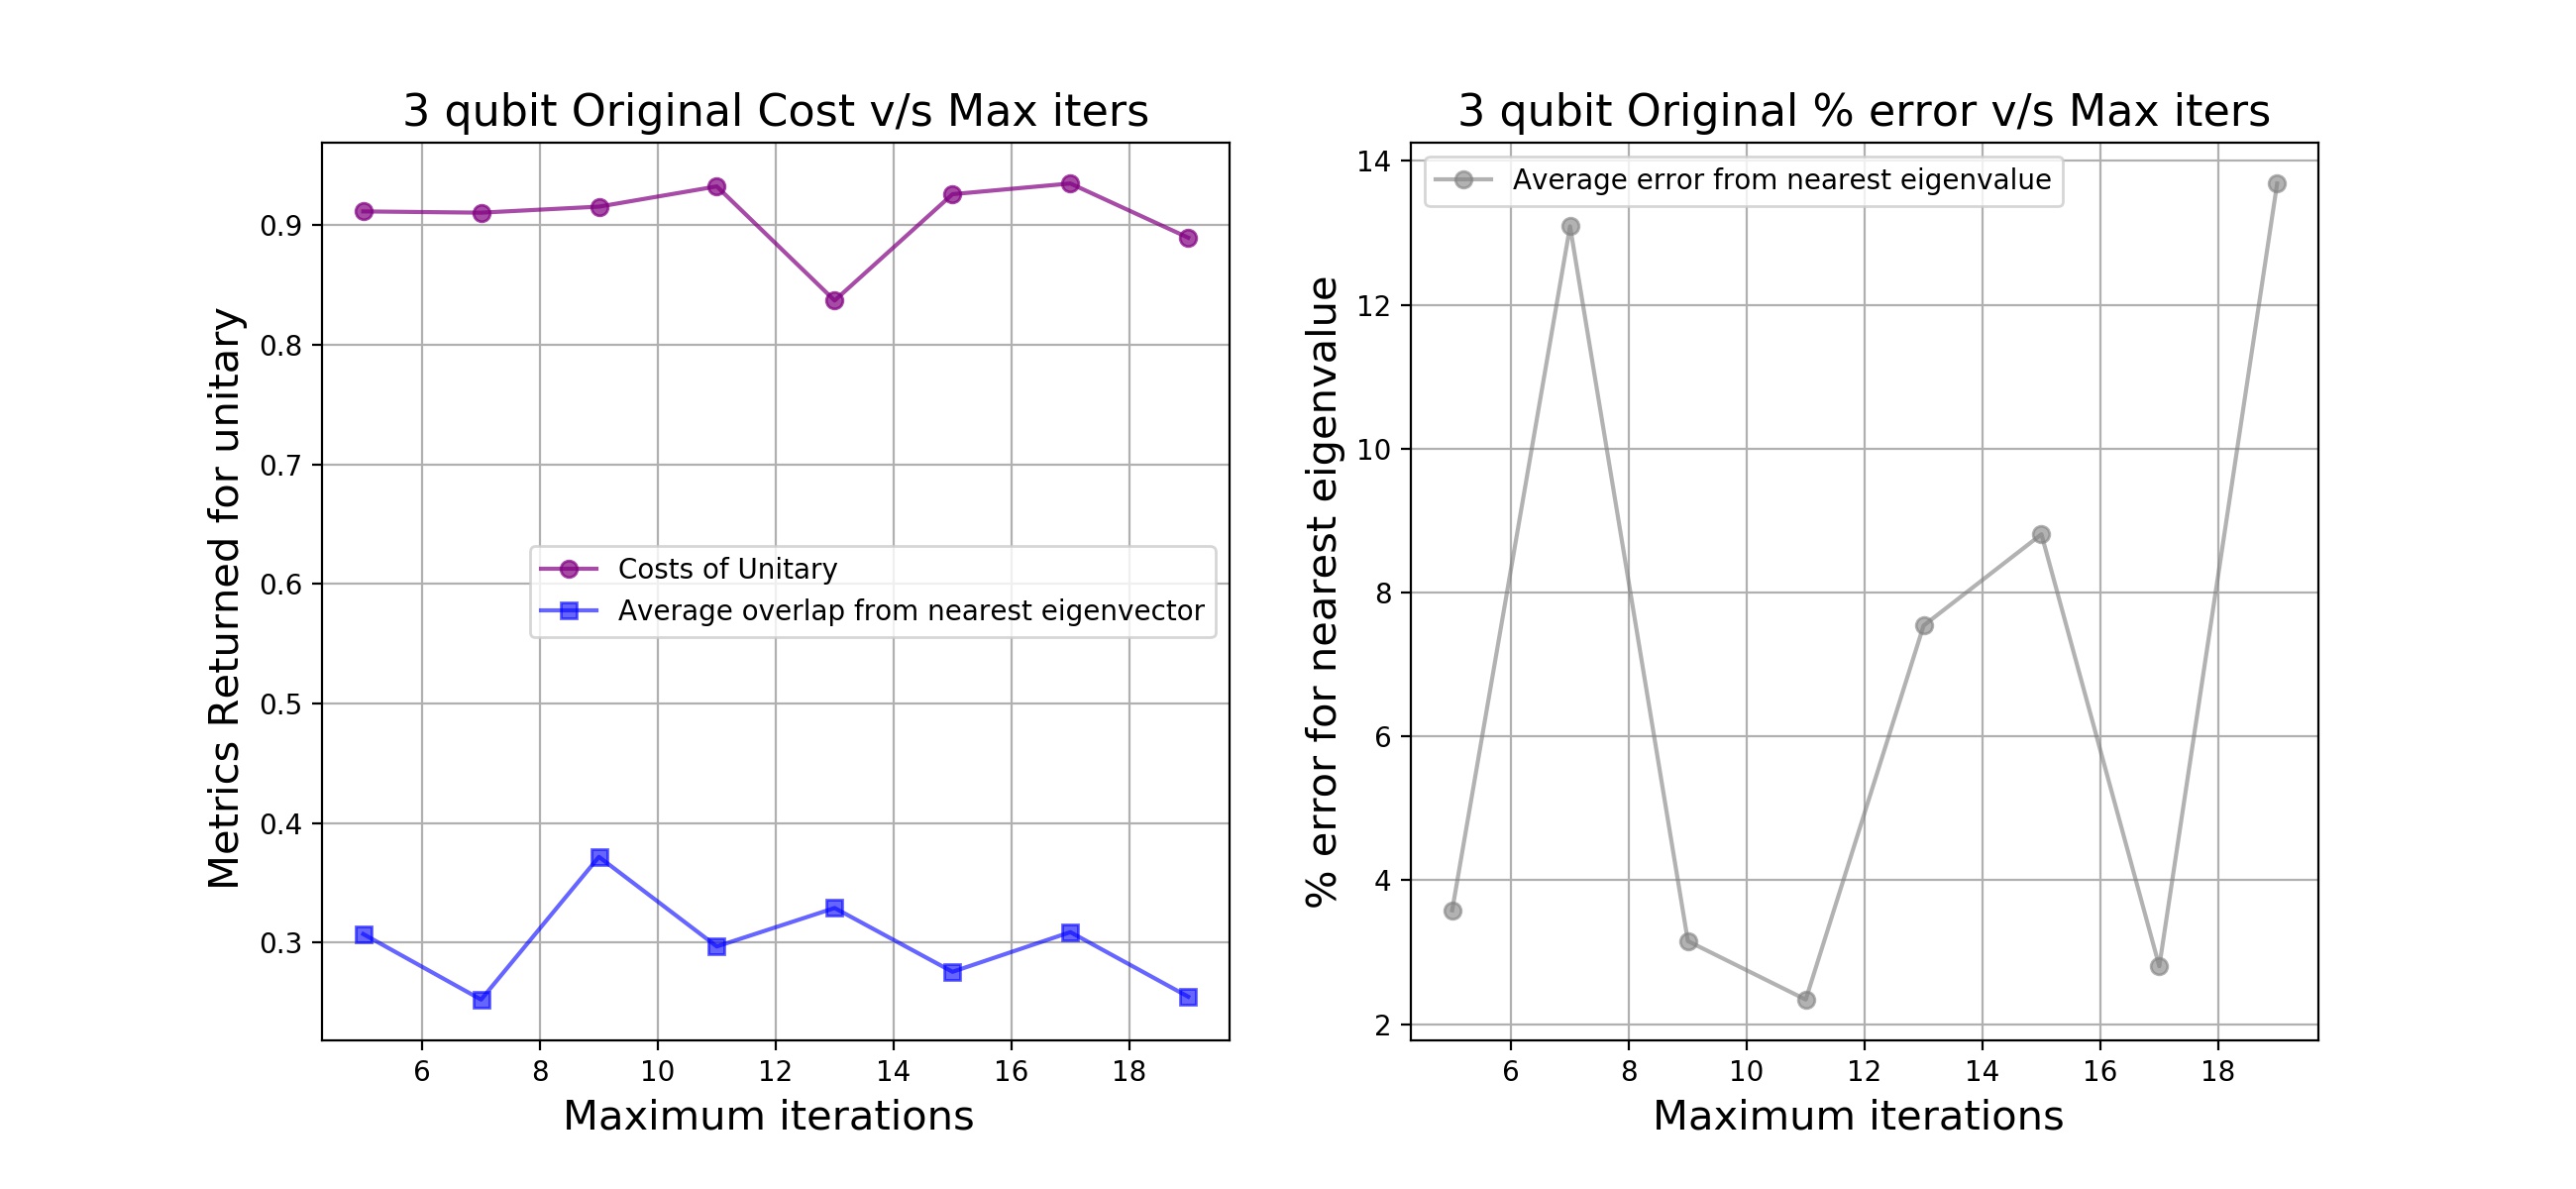 3 qubit Original Cost v/s Max iters
Metrics Returned for unitary
0.9
0.8
0.7
0.6
0.5
0.4
0.3
Costs of Unitary
Average overlap from nearest eigenvector
6 8 10 12 14 16 18
Maximum iterations
3 qubit Original % error v/s Max iters
% error for nearest eigenvalue
14
12
10
8
6
4
2
Average error from nearest eigenvalue
6 8 10 12 14 16 18
Maximum iterations